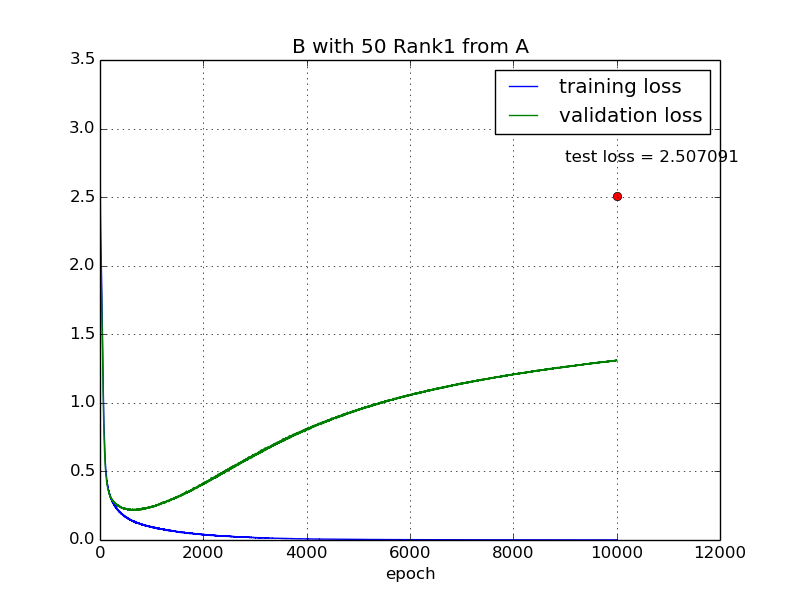 B with 50 Rank1 from A
3.5
3.0
2.5
2.0
1.5
1.0
0.5
0.0
training loss
validation loss
test loss = 2.507091
0 2000 4000 6000 8000 10000 12000
epoch